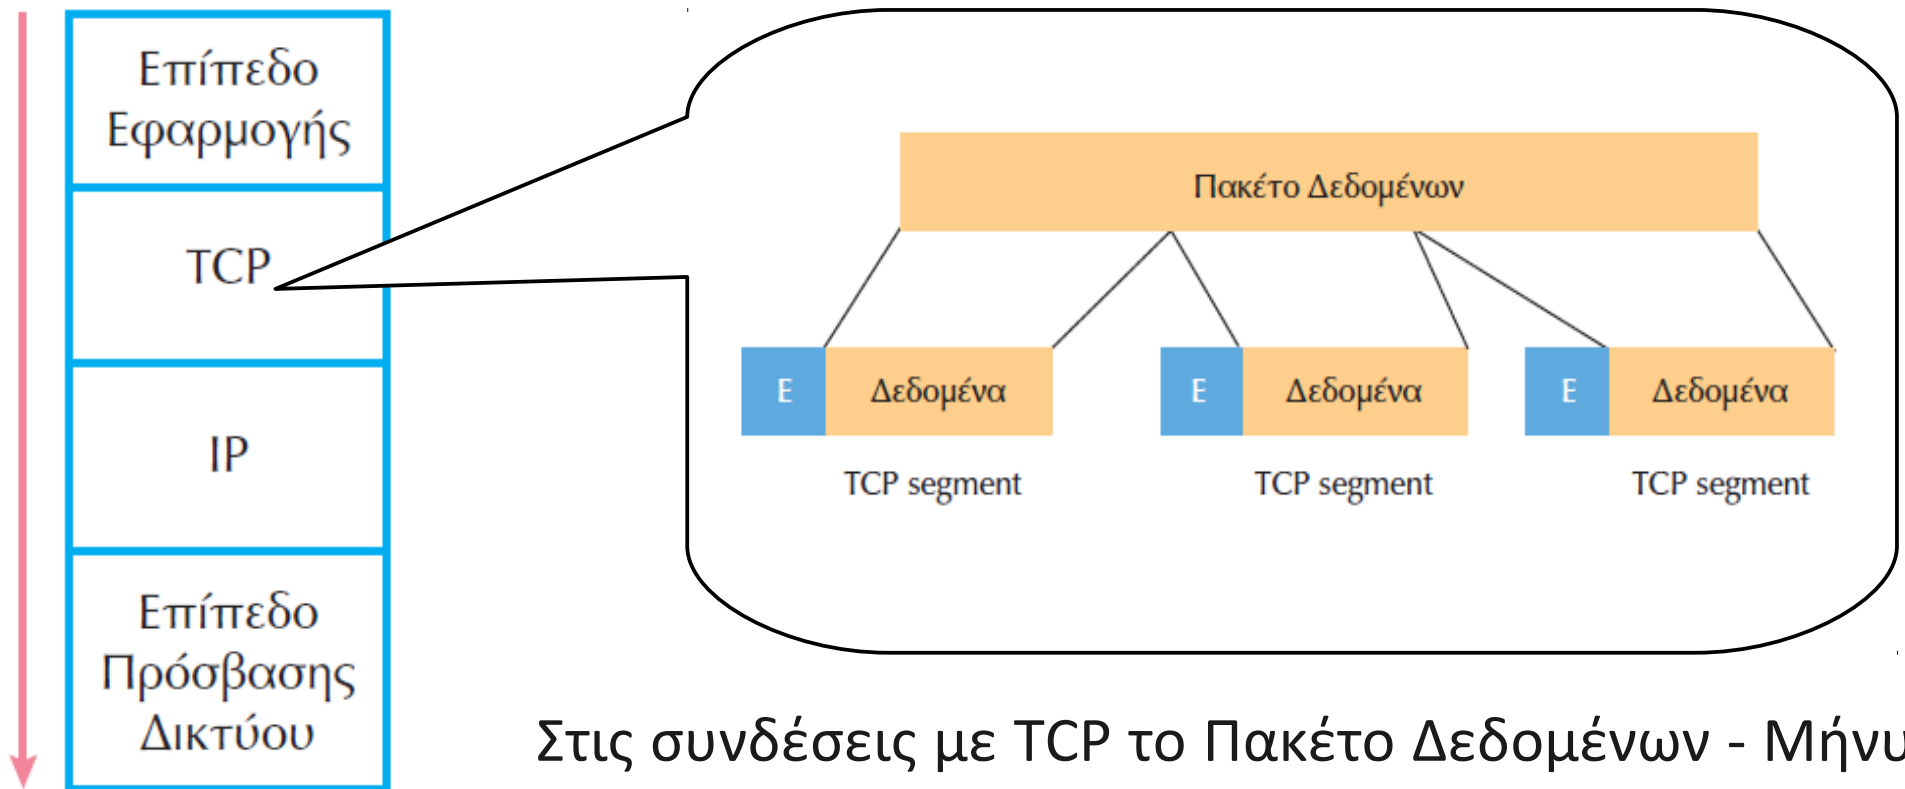 Επίπεδο
Εφαρμογής
TCP
IP
Επίπεδο
Πρόσβασης
Δικτύου
Πακέτο Δεδομένων
Ε Δεδομένα Ε Δεδομένα Ε Δεδομένα
TCP segment TCP segment TCP segment
Στις συνδέσεις με TCP το Πακέτο Δεδομένων -